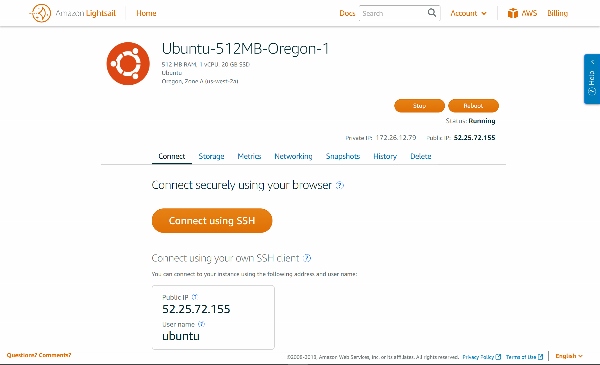 Amazon Lightsail Home Docs Search Account AWS Billing
Ubuntu-512MB-Oregon-1
512 MB RAM, 1 vCPU, 20 GB SSD
Ubuntu
Oregon, Zone A (us-west-2a)
Help
Stop Reboot
Status: Running
Private IP: 172.26.12.79 Public IP: 52.25.72.155
Connect Storage Metrics Networking Snapshots History Delete
Connect securely using your browser ?
Connect using SSH
Connect using your own SSH client ?
You can connect to your instance using the following address and user name:
Public IP ?
52.25.72.155
User name ?
ubuntu
Questions? Comments? ©2008-2018, Amazon Web Services, Inc. or its affiliates. All rights reserved. Privacy Policy Terms of Use English